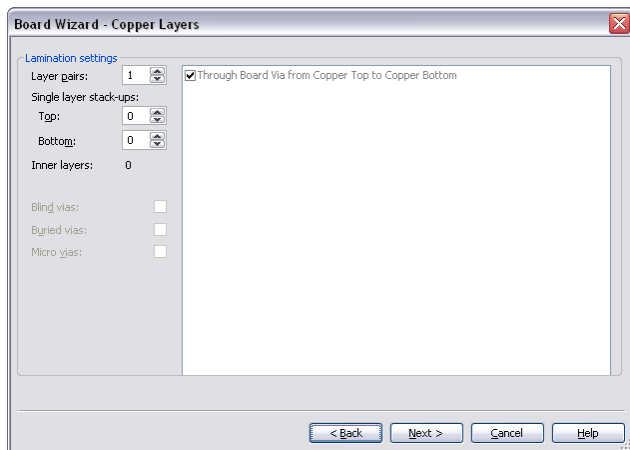 Board Wizard - Copper Layers
Lamination settings
Layer pairs: 1
Through Board Via from Copper Top to Copper Bottom
Single layer stack-ups:
Top: 0
Bottom: 0
Inner layers: 0
Blind vias:
Buried vias:
Micro vias:
< Back Next > Cancel Help